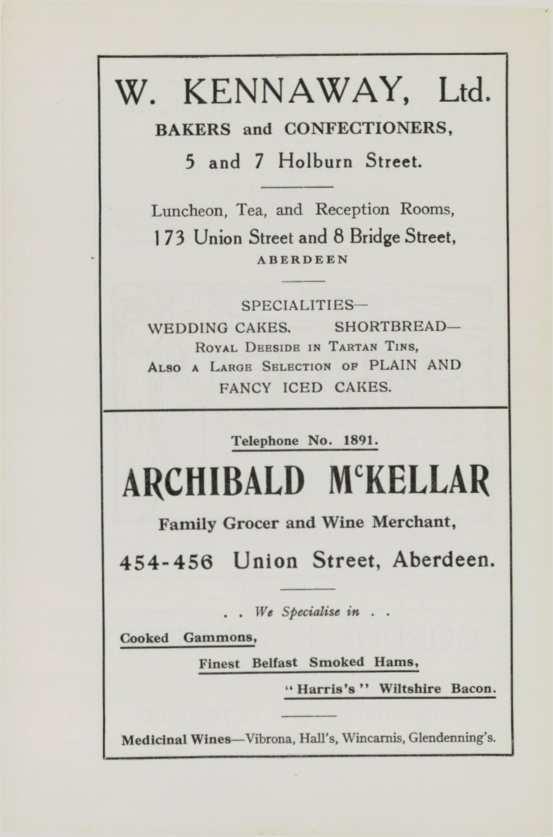 W. KENNAWAY, Ltd.
BAKERS and CONFECTIONERS,
5 and 7 Holburn Street.
Luncheon, Tea, and Reception Rooms,
173 Union Street and 8 Bridge Street,
ABERDEEN
SPECIALITIES—
WEDDING CAKES. SHORTBREAD—
ROYAL DEESIDE IN TARTAN TINS,
ALSO A LARGE SELECTION OF PLAIN AND
FANCY ICED CAKES.
Telephone No. 1891.
ARCHIBALD McKELLAR
Family Grocer and Wine Merchant,
454-456 Union Street, Aberdeen.
. . We Specialise in . .
Cooked Gammons,
Finest Belfast Smoked Hams,
"Harris's" Wiltshire Bacon.
Medicinal Wines—Vibrona, Hall's, Wincarnis, Glendenning's.